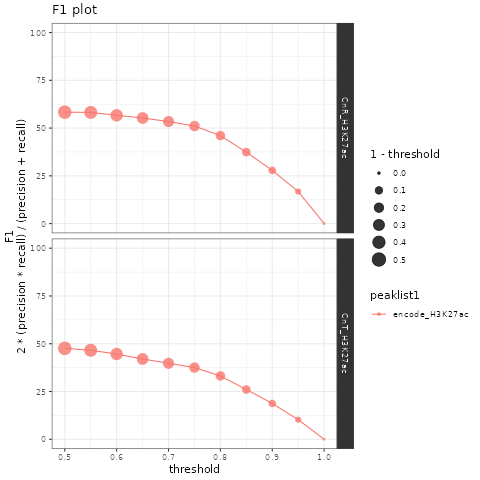 F1 plot
F1
2 * (precision * recall) / (precision + recall)
100
75
50
25
0
CnR_H3K27ac
100
75
50
25
0
CnT_H3K27ac
0.5
0.6
0.7
0.8
0.9
1.0
threshold
1 - threshold
0.0
0.1
0.2
0.3
0.4
0.5
peaklist1
encode_H3K27ac